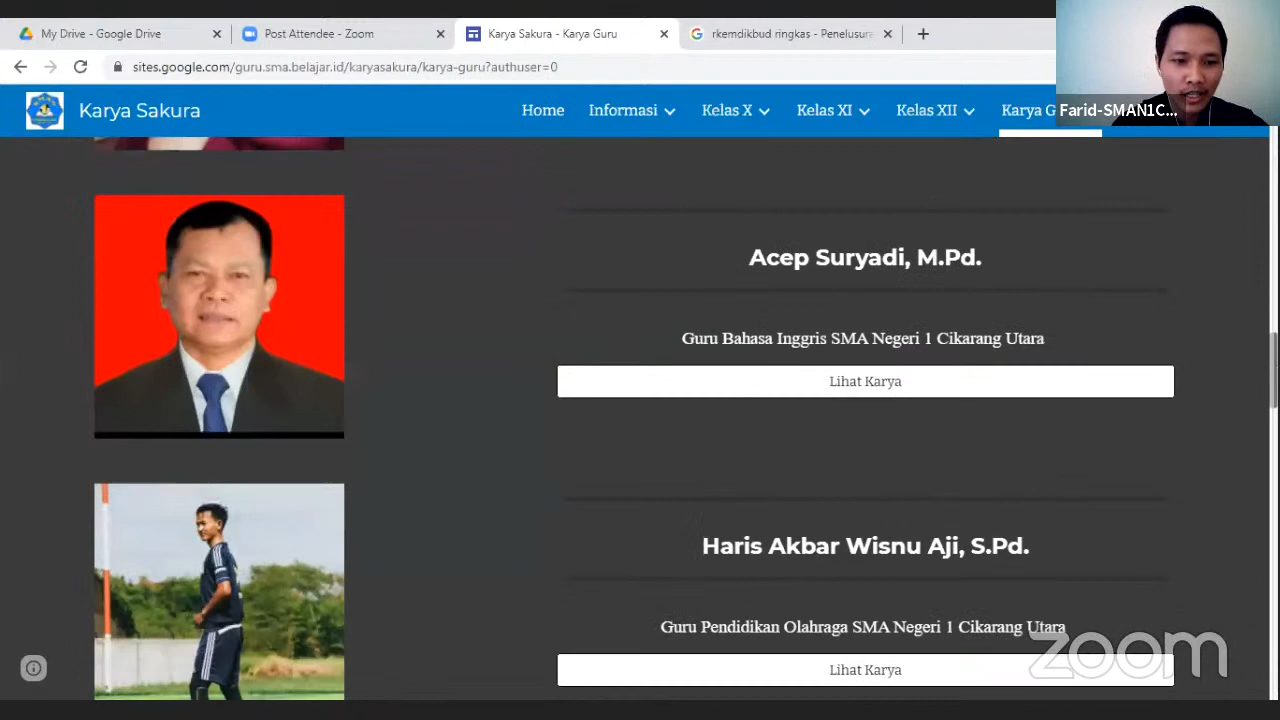 My Drive - Google Drive
Post Attendee - Zoom
Karya Sakura - Karya Guru
rkemdikbud ringkas - Penelusura
sites.google.com/guru.sma.belajar.id/karyasakura/karya-guru?authuser=0
Karya Sakura
Home
Informasi
Kelas X
Kelas XI
Kelas XII
Karya G
Farid-SMAN1C...
Acep Suryadi, M.Pd.
Guru Bahasa Inggris SMA Negeri 1 Cikarang Utara
Lihat Karya
Haris Akbar Wisnu Aji, S.Pd.
Guru Pendidikan Olahraga SMA Negeri 1 Cikarang Utara
Lihat Karya
zoom